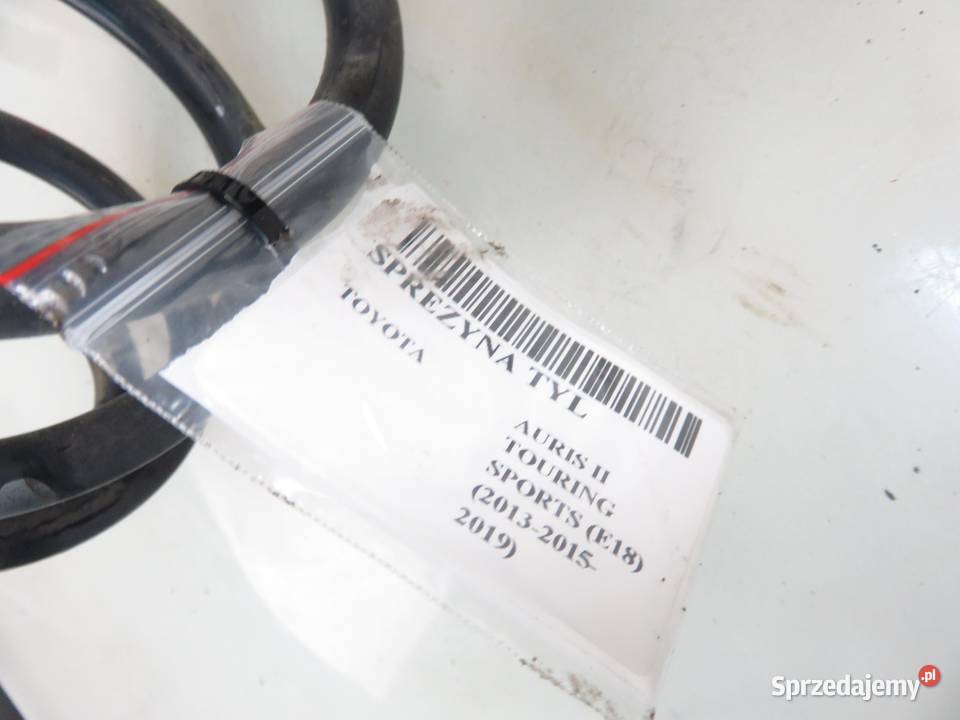 SPREZYNA TYL
TOYOTA
AURIS II
TOURING
SPORTS (E18)
(2013-2015-
2019)
Sprzedajemy.pl